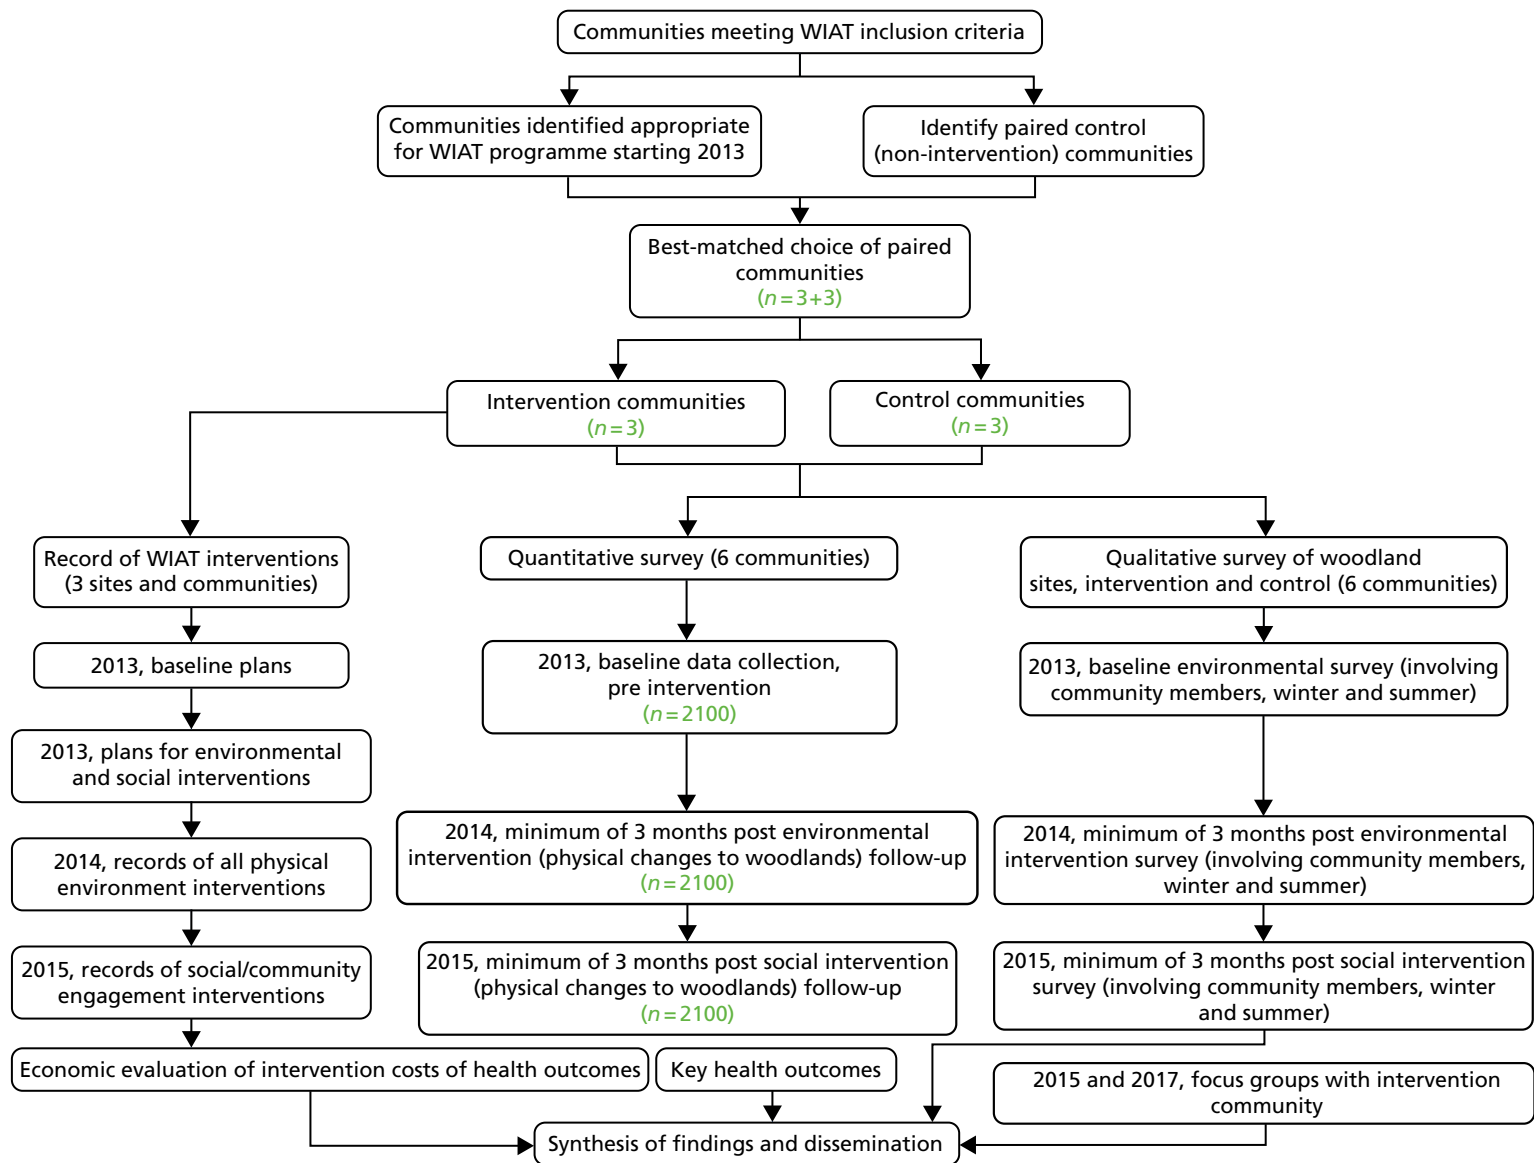 Communities meeting WIAT inclusion criteria
Communities identified appropriate
for WIAT programme starting 2013
Identify paired control
(non-intervention) communities
Best-matched choice of paired
communities
(n=3+3)
Intervention communities
(n=3)
Control communities
(n=3)
Record of WIAT interventions
(3 sites and communities)
2013, baseline plans
2013, plans for environmental
and social interventions
2014, records of all physical
environment interventions
2015, records of social/community
engagement interventions
Economic evaluation of intervention costs of health outcomes
Quantitative survey (6 communities)
2013, baseline data collection,
pre intervention
(n=2100)
2014, minimum of 3 months post environmental
intervention (physical changes to woodlands) follow-up
(n=2100)
2015, minimum of 3 months post social intervention
(physical changes to woodlands) follow-up
(n=2100)
Key health outcomes
Qualitative survey of woodland
sites, intervention and control (6 communities)
2013, baseline environmental survey (involving
community members, winter and summer)
2014, minimum of 3 months post environmental
intervention survey (involving community members,
winter and summer)
2015, minimum of 3 months post social intervention
survey (involving community members, winter
and summer)
2015 and 2017, focus groups with intervention
community
Synthesis of findings and dissemination